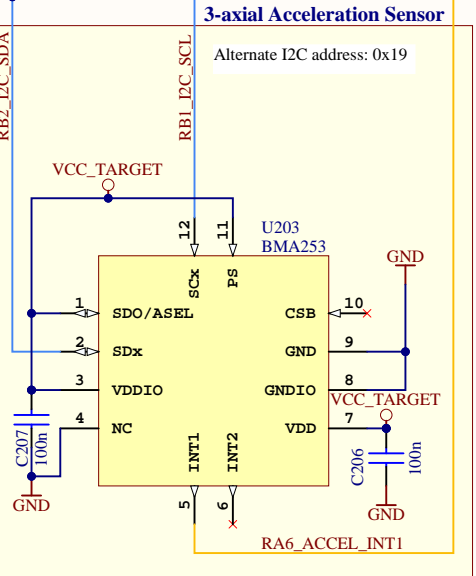 3-axial Acceleration Sensor
Alternate I2C address: 0x19
RB2_I2C_SDA
RB1_I2C_SCL
VCC_TARGET
12
11
U203
BMA253
GND
SCx
PS
1
SDO/ASEL
CSB
10
2
SDx
GND
9
3
VDDIO
GNDIO
8
VCC_TARGET
4
NC
VDD
7
C207
100n
INT1
INT2
C206
100n
GND
5
6
GND
RA6_ACCEL_INT1